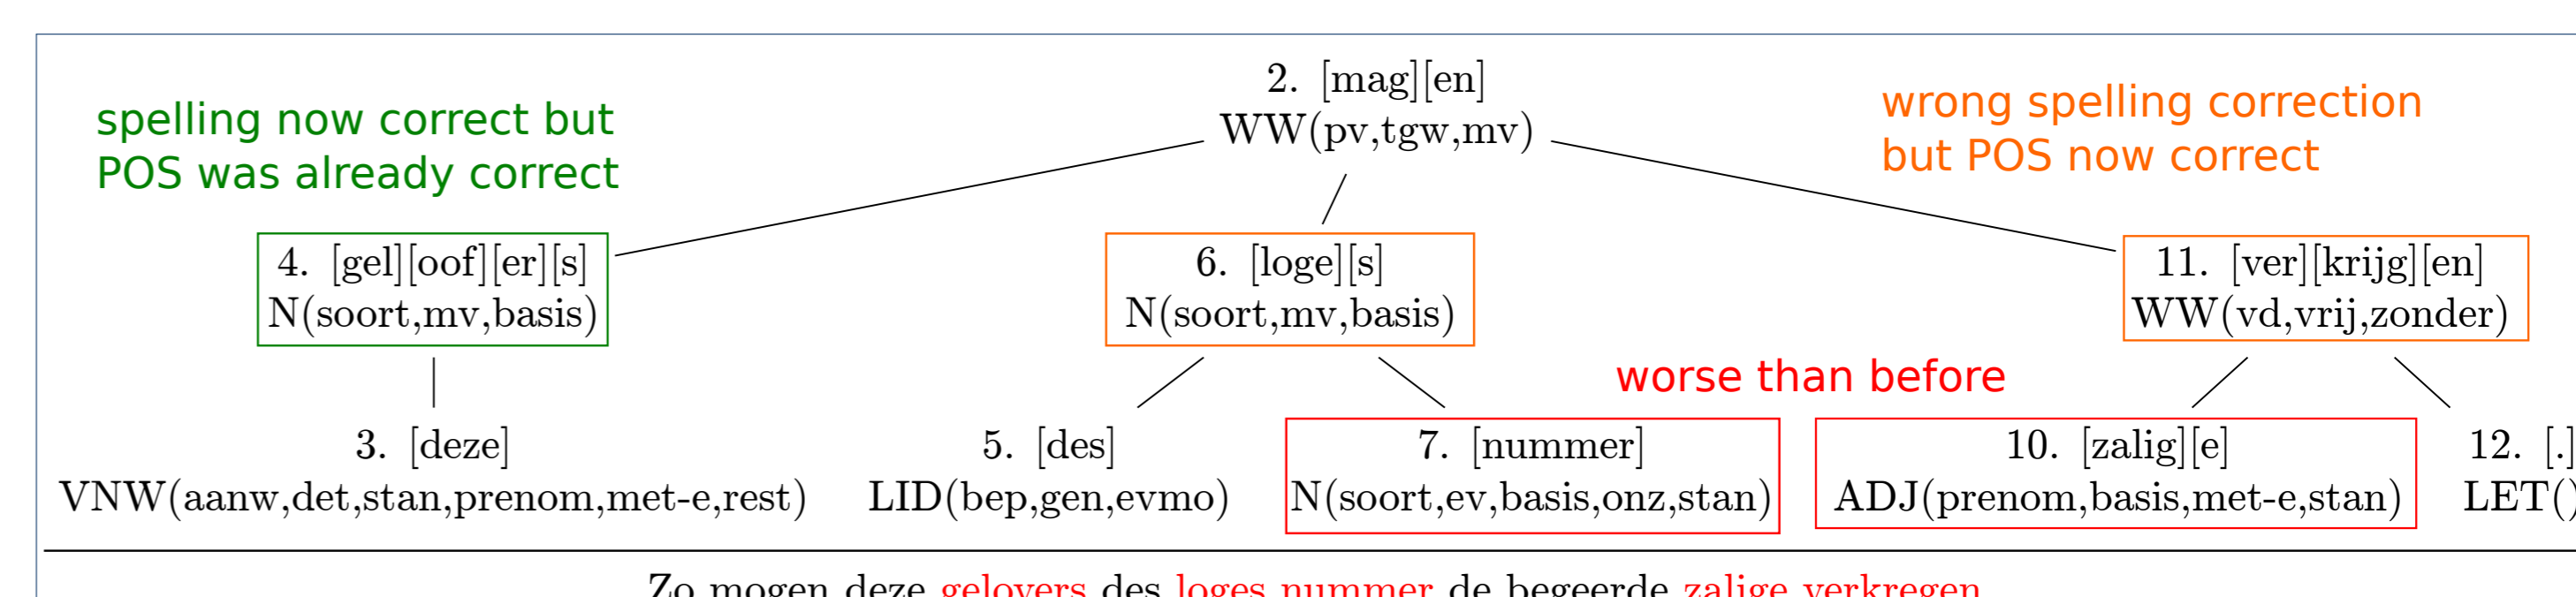 2. [mag][en]
WW(pv,tgw,mv)
spelling now correct but
POS was already correct
wrong spelling correction
but POS now correct
4. [gel][oof][er][s]
N(soort,mv,basis)
6. [loge][s]
N(soort,mv,basis)
11. [ver][krijg][en]
WW(vd,vrij,zonder)
worse than before
3. [deze]
VNW(aanw,det,stan,prenom,met-e,rest)
5. [des]
LID(bep,gen,evmo)
7. [nummer]
N(soort,ev,basis,onz,stan)
10. [zalig][e]
ADJ(prenom,basis,met-e,stan)
12. [.]
LET()
Zo mogen deze gelovers des loges nummer de begeerde zalige verkregen